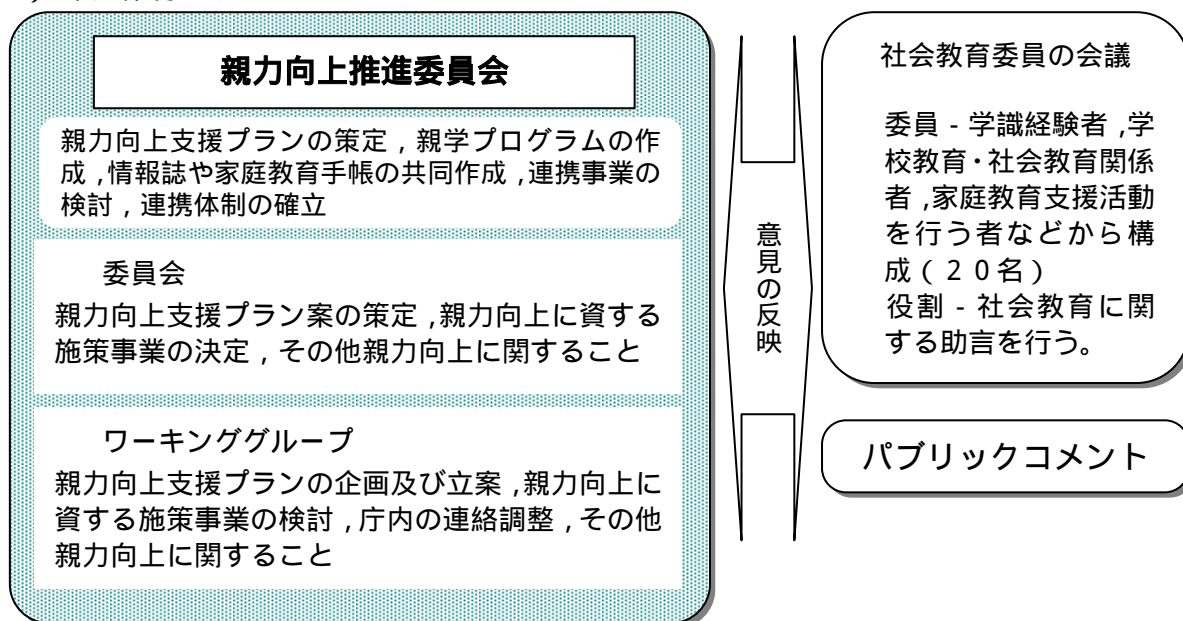 親力向上推進委員会
親力向上支援プランの策定，親学プログラムの作
成，情報誌や家庭教育手帳の共同作成，連携事業の
検討，連携体制の確立
委員会
親力向上支援プラン案の策定，親力向上に資する
施策事業の決定，その他親力向上に関すること
ワーキンググループ
親力向上支援プランの企画及び立案，親力向上に
資する施策事業の検討，庁内の連絡調整，その他
親力向上に関すること
意見の反映
社会教育委員の会議
委員 - 学識経験者，学
校教育・社会教育関係
者，家庭教育支援活動
を行う者などから構
成（２０名）
役割 - 社会教育に関
する助言を行う。
パブリックコメント